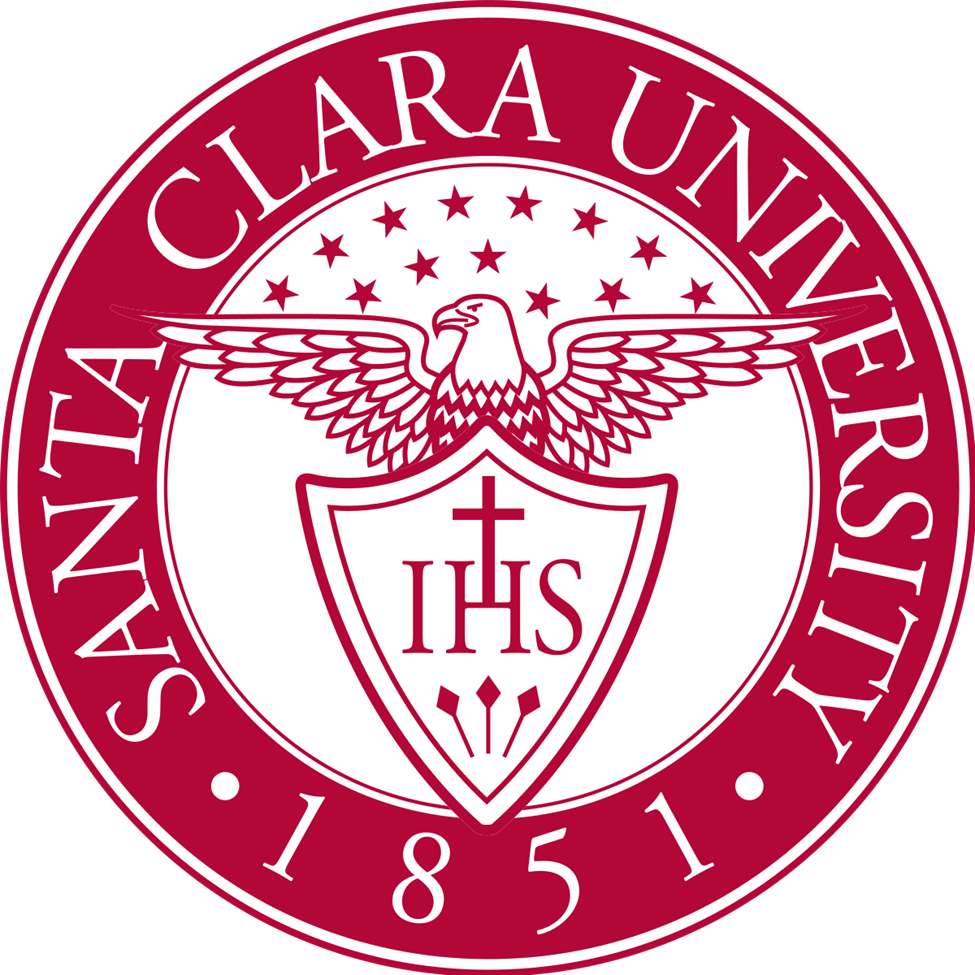 SANTA CLARA UNIVERSITY
IHS
• 1851 •